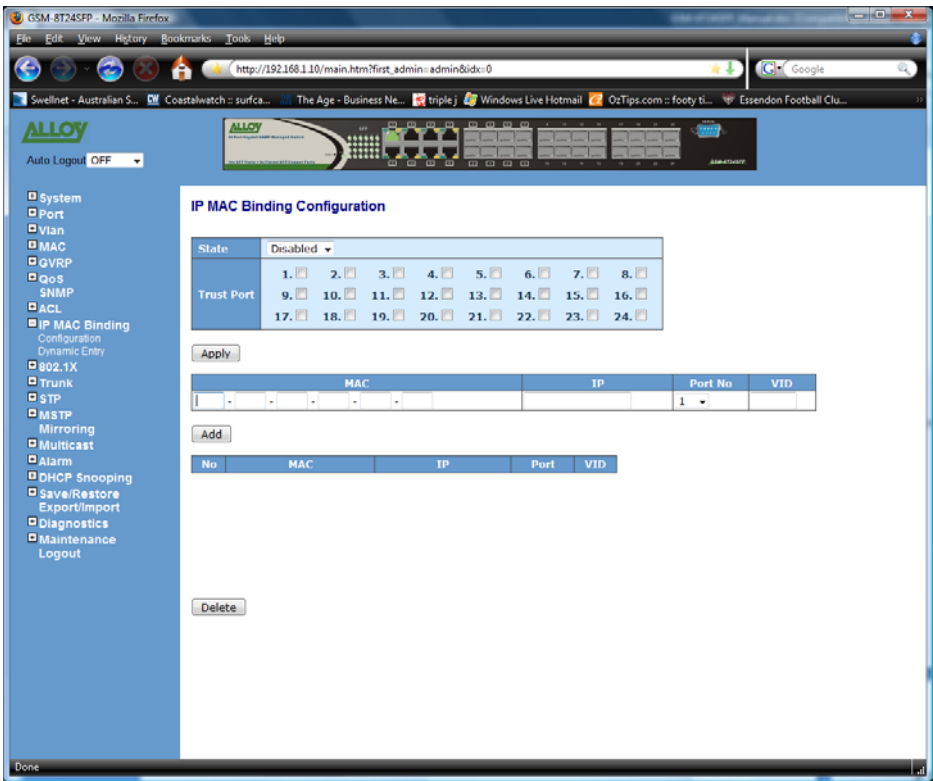 GSM-8T24SFP - Mozilla Firefox
File Edit View History Bookmarks Tools Help
http://192.168.1.10/main.htm?first_admin=admin&idx=0
G Google
Swellnet - Australian S... CW Coastalwatch :: surfca... The Age - Business Ne... triple j Windows Live Hotmail OzTips.com :: footy ti... Essendon Football Clu...
ALLOY
Auto Logout OFF
ALLOY
GSM-8T24SFP
System
Port
Vlan
MAC
GVRP
QoS
SNMP
ACL
IP MAC Binding
Configuration
Dynamic Entry
802.1X
Trunk
STP
MSTP
Mirroring
Multicast
Alarm
DHCP Snooping
Save/Restore
Export/Import
Diagnostics
Maintenance
Logout
IP MAC Binding Configuration
State Disabled
Trust Port
1. 2. 3. 4. 5. 6. 7. 8.
9. 10. 11. 12. 13. 14. 15. 16.
17. 18. 19. 20. 21. 22. 23. 24.
Apply
MAC IP Port No VID
- - - - - 1
Add
No MAC IP Port VID
Delete
Done